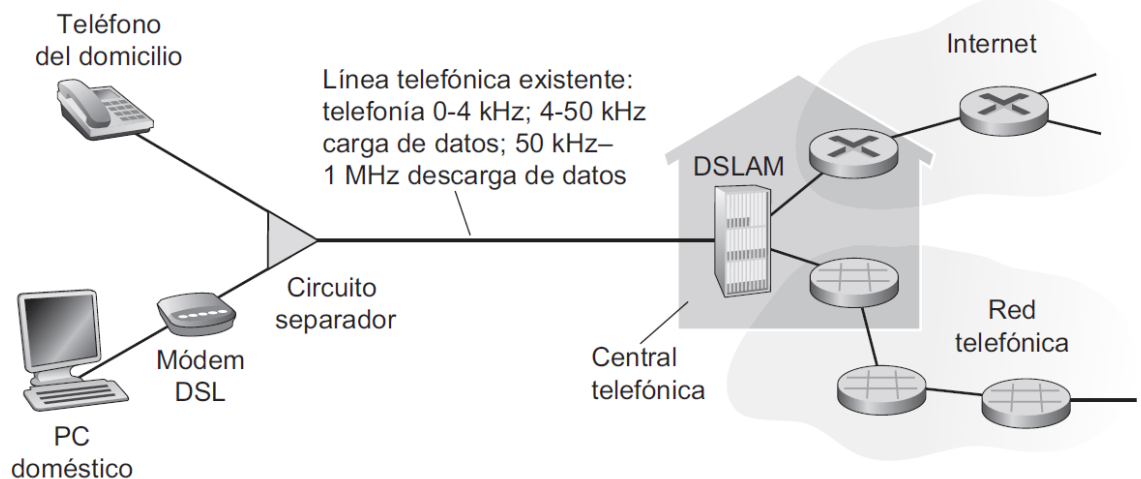 Teléfono
del domicilio
Línea telefónica existente:
telefonía 0-4 kHz; 4-50 kHz
carga de datos; 50 kHz–
1 MHz descarga de datos
Internet
DSLAM
Circuito
separador
Módem
DSL
PC
doméstico
Central
telefónica
Red
telefónica